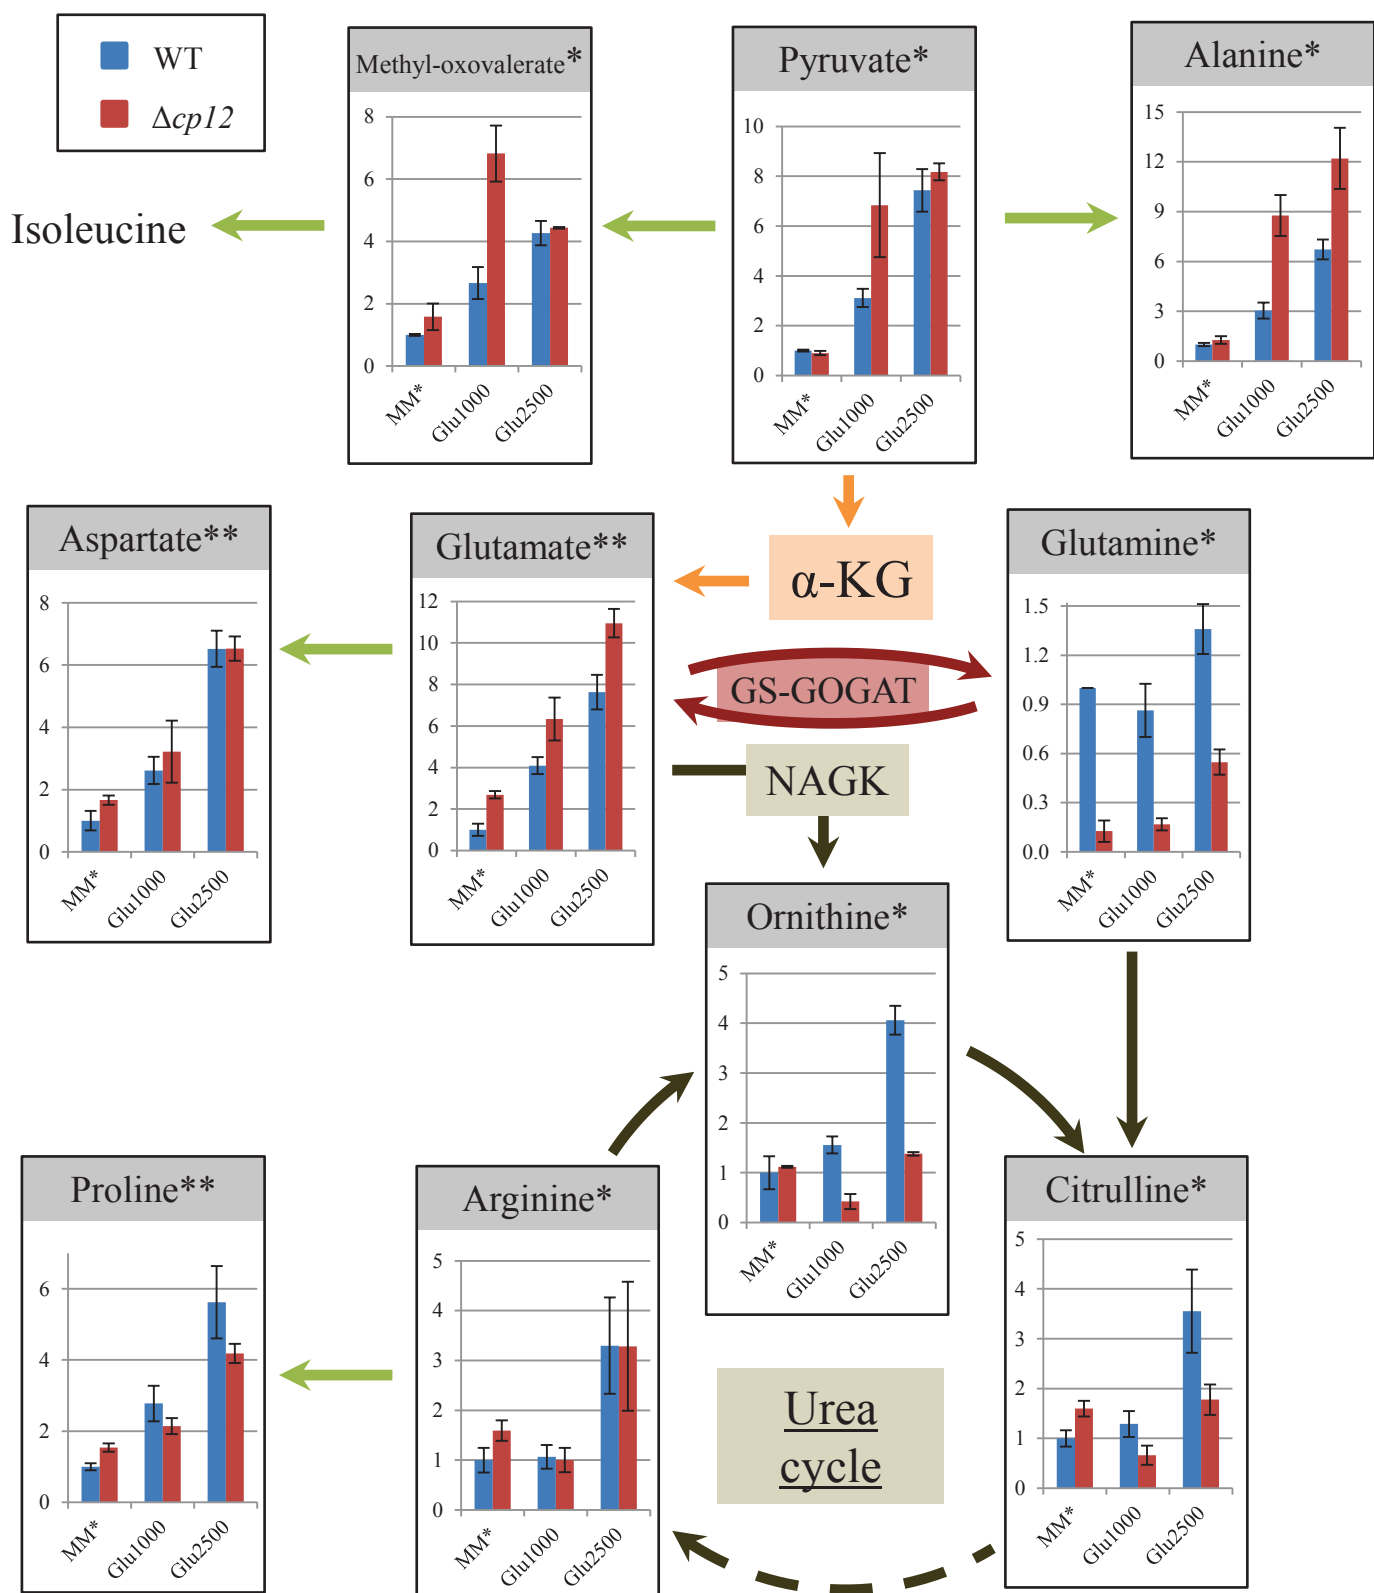 WT
Δcp12
Methyl-oxovalerate*
8
6
4
2
0
MM*
Glu1000
Glu2500
Pyruvate*
10
8
6
4
2
0
MM*
Glu1000
Glu2500
Alanine*
15
12
9
6
3
0
MM*
Glu1000
Glu2500
Isoleucine
Aspartate**
8
6
4
2
0
MM*
Glu1000
Glu2500
Glutamate**
12
10
8
6
4
2
0
MM*
Glu1000
Glu2500
α-KG
GS-GOGAT
NAGK
Glutamine*
1.5
1.2
0.9
0.6
0.3
0.0
MM*
Glu1000
Glu2500
Ornithine*
5
4
3
2
1
0
MM*
Glu1000
Glu2500
Proline**
6
4
2
0
MM*
Glu1000
Glu2500
Arginine*
5
4
3
2
1
0
MM*
Glu1000
Glu2500
Urea
cycle
Citrulline*
5
4
3
2
1
0
MM*
Glu1000
Glu2500